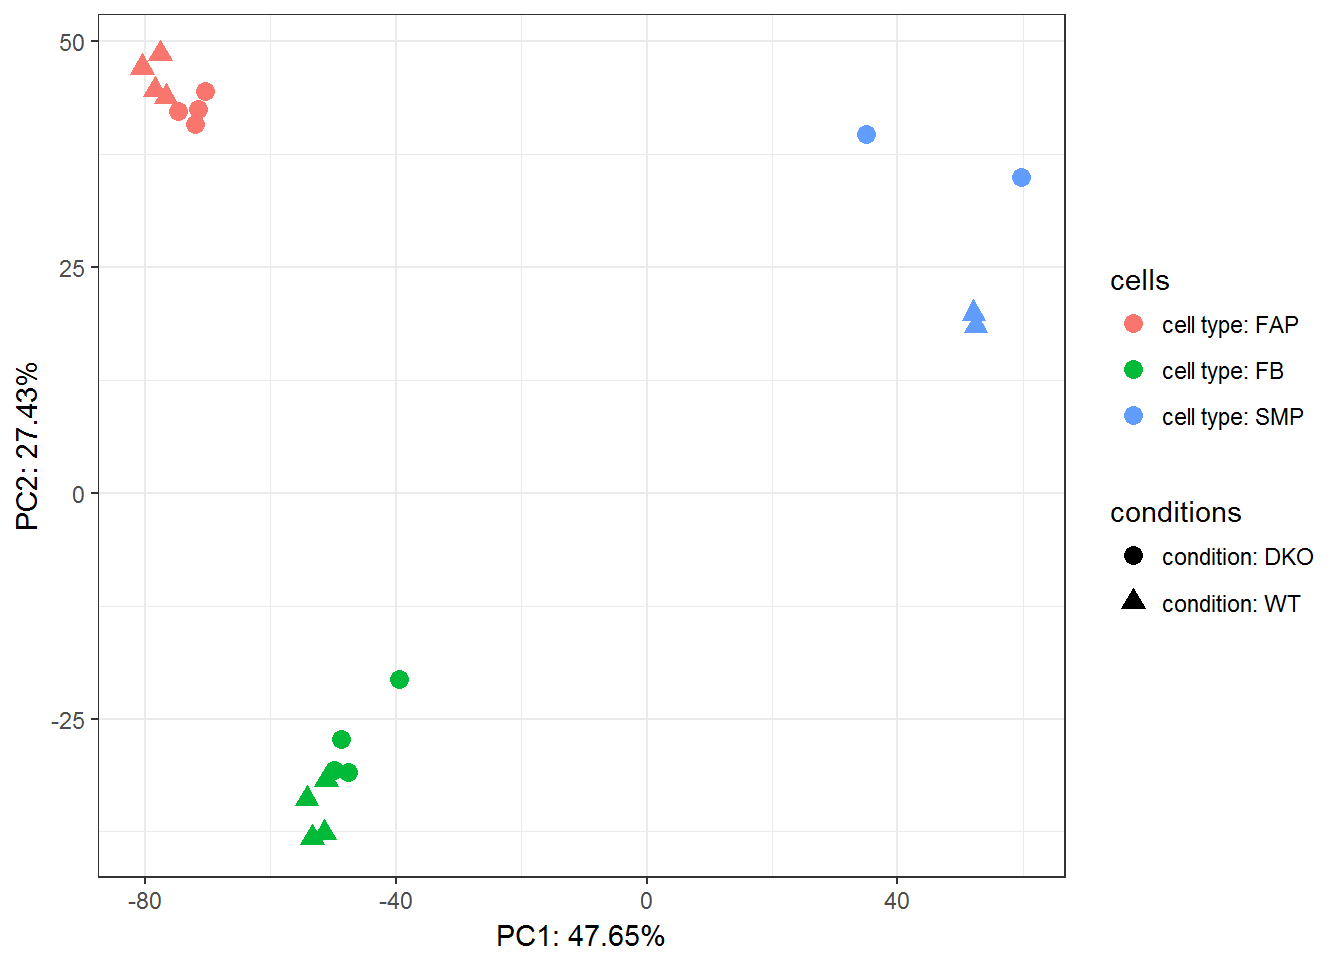 50
25
0
-25
-80
-40
0
40
PC1: 47.65%
PC2: 27.43%
cells
cell type: FAP
cell type: FB
cell type: SMP
conditions
condition: DKO
condition: WT